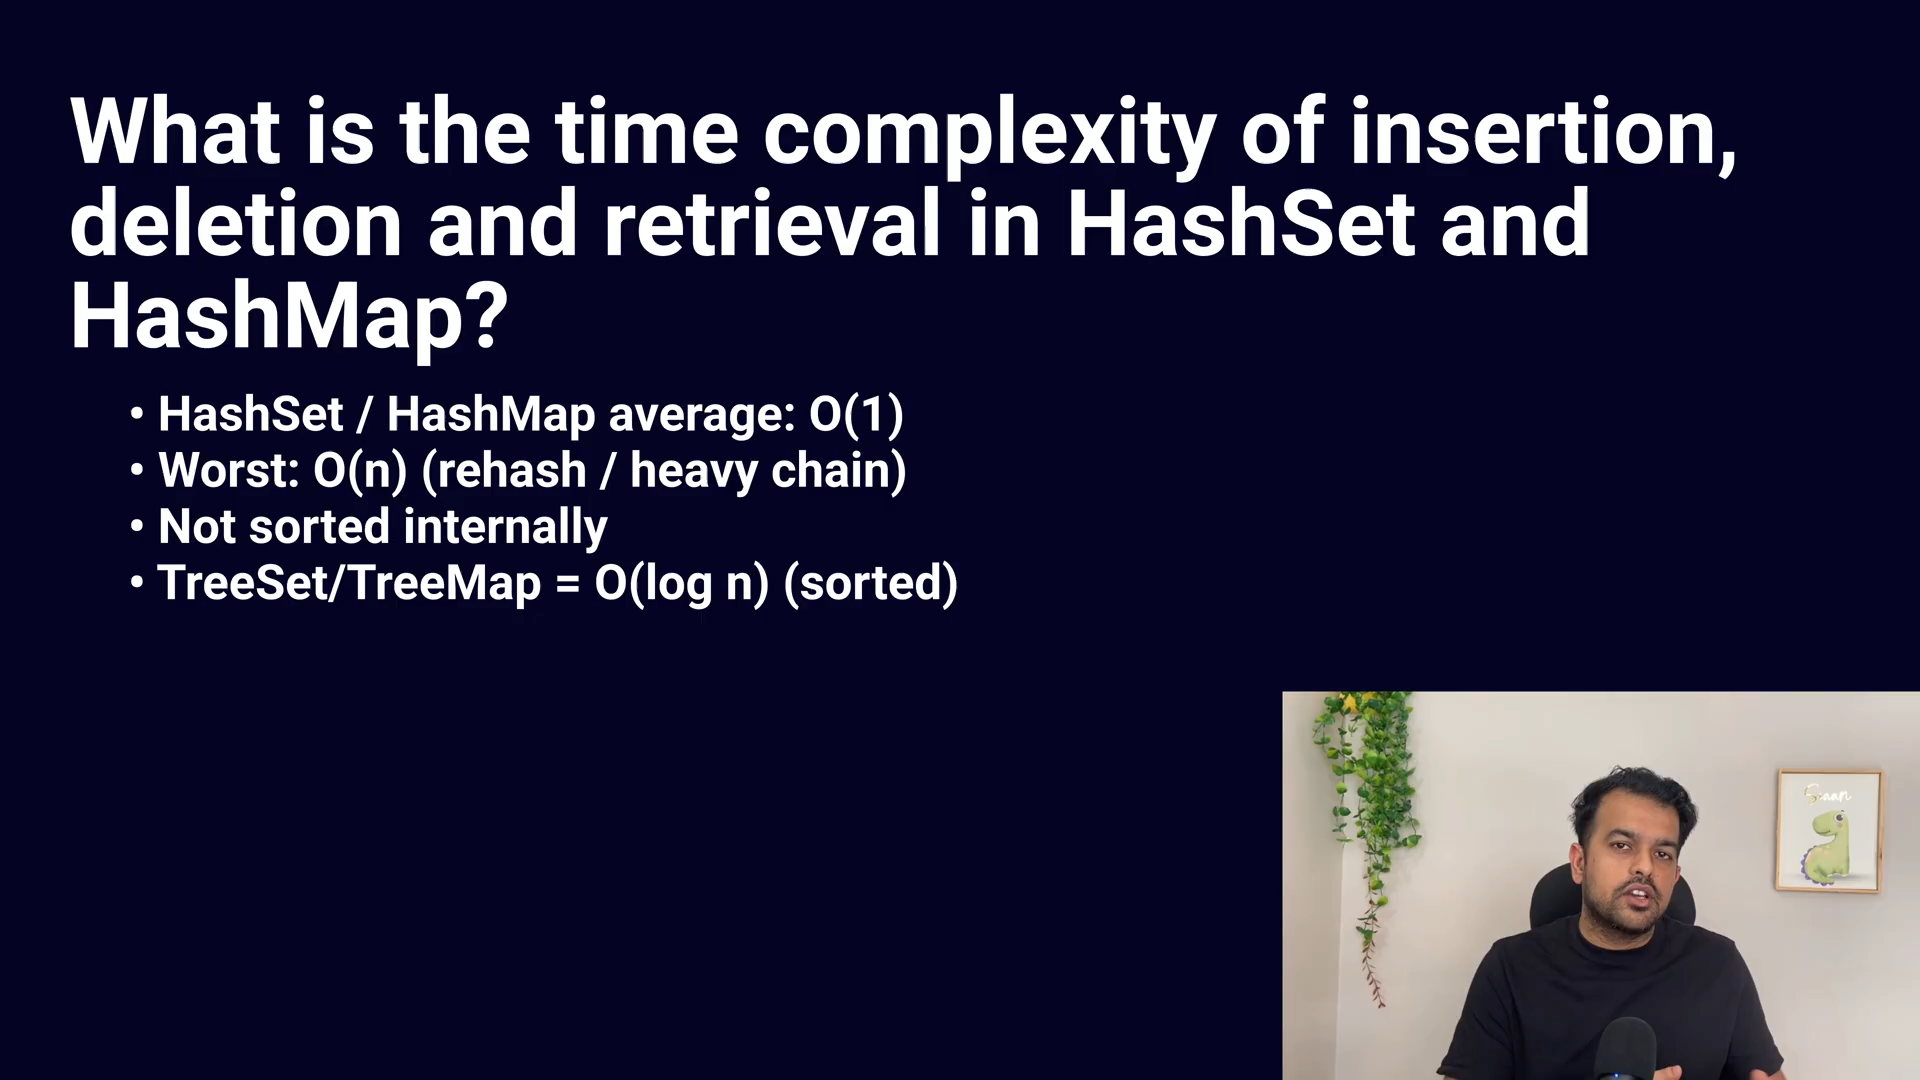 What is the time complexity of insertion,
deletion and retrieval in HashSet and
HashMap?
• HashSet / HashMap average: O(1)
• Worst: O(n) (rehash / heavy chain)
• Not sorted internally
• TreeSet/TreeMap = O(log n) (sorted)